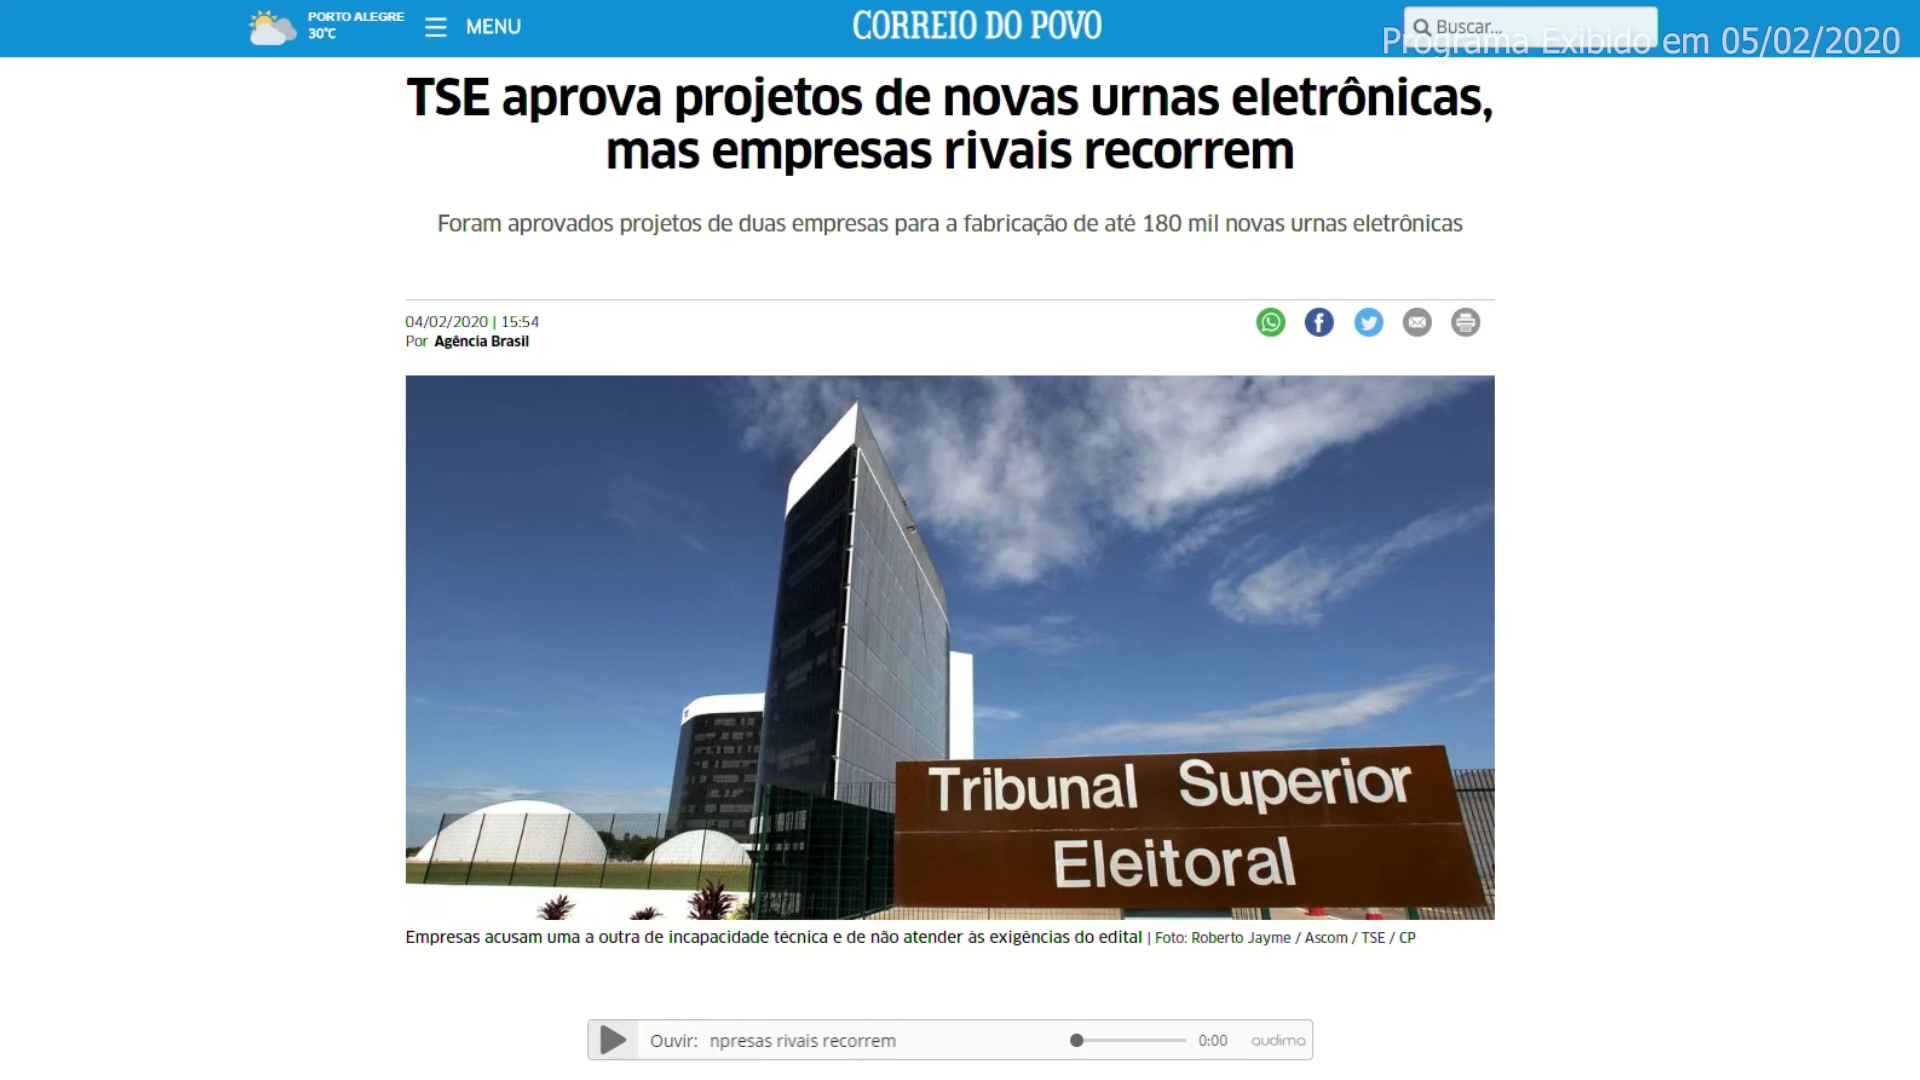 PORTO ALEGRE
30°C
MENU
CORREIO DO POVO
Buscar...
Programa Exibido em 05/02/2020
TSE aprova projetos de novas urnas eletrônicas,
mas empresas rivais recorrem
Foram aprovados projetos de duas empresas para a fabricação de até 180 mil novas urnas eletrônicas
04/02/2020 | 15:54
Por Agência Brasil
Tribunal Superior
Eleitoral
Empresas acusam uma a outra de incapacidade técnica e de não atender às exigências do edital | Foto: Roberto Jayme / Ascom / TSE / CP
Ouvir: npresas rivais recorrem 0:00 audima